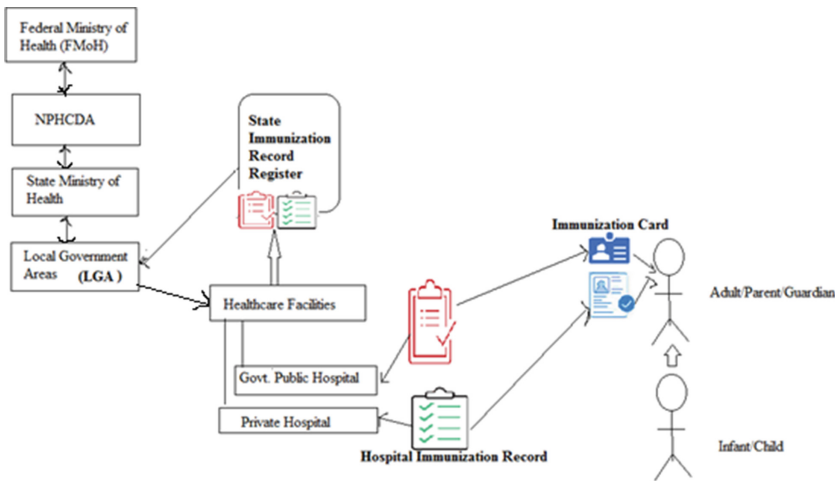 Federal Ministry of
Health (FMoH)
NPHCDA
State Ministry of
Health
Local Government
Areas (LGA )
State
Immunization
Record
Register
Healthcare Facilities
Govt. Public Hospital
Private Hospital
Hospital Immunization Record
Immunization Card
Adult/Parent/Guardian
Infant/Child